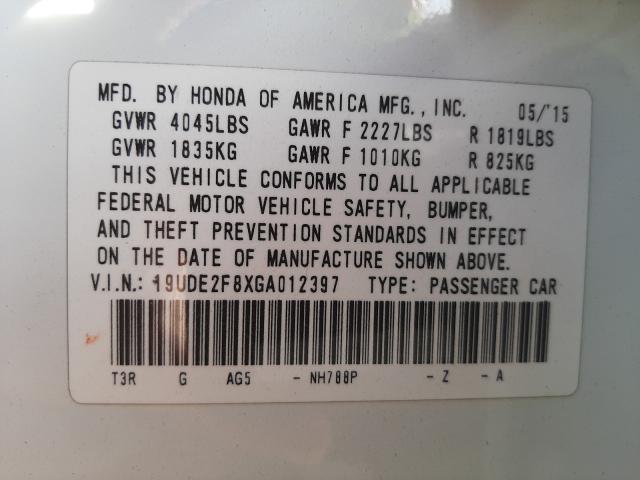 MFD. BY HONDA OF AMERICA MFG., INC. 05/'15
GVWR 4045LBS GAWR F 2227LBS R 1819LBS
GVWR 1835KG GAWR F 1010KG R 825KG
THIS VEHICLE CONFORMS TO ALL APPLICABLE
FEDERAL MOTOR VEHICLE SAFETY, BUMPER,
AND THEFT PREVENTION STANDARDS IN EFFECT
ON THE DATE OF MANUFACTURE SHOWN ABOVE.
V.I.N.: 19UDE2F8XGA012397 TYPE: PASSENGER CAR
T3R G AG5 - NH788P - Z - A